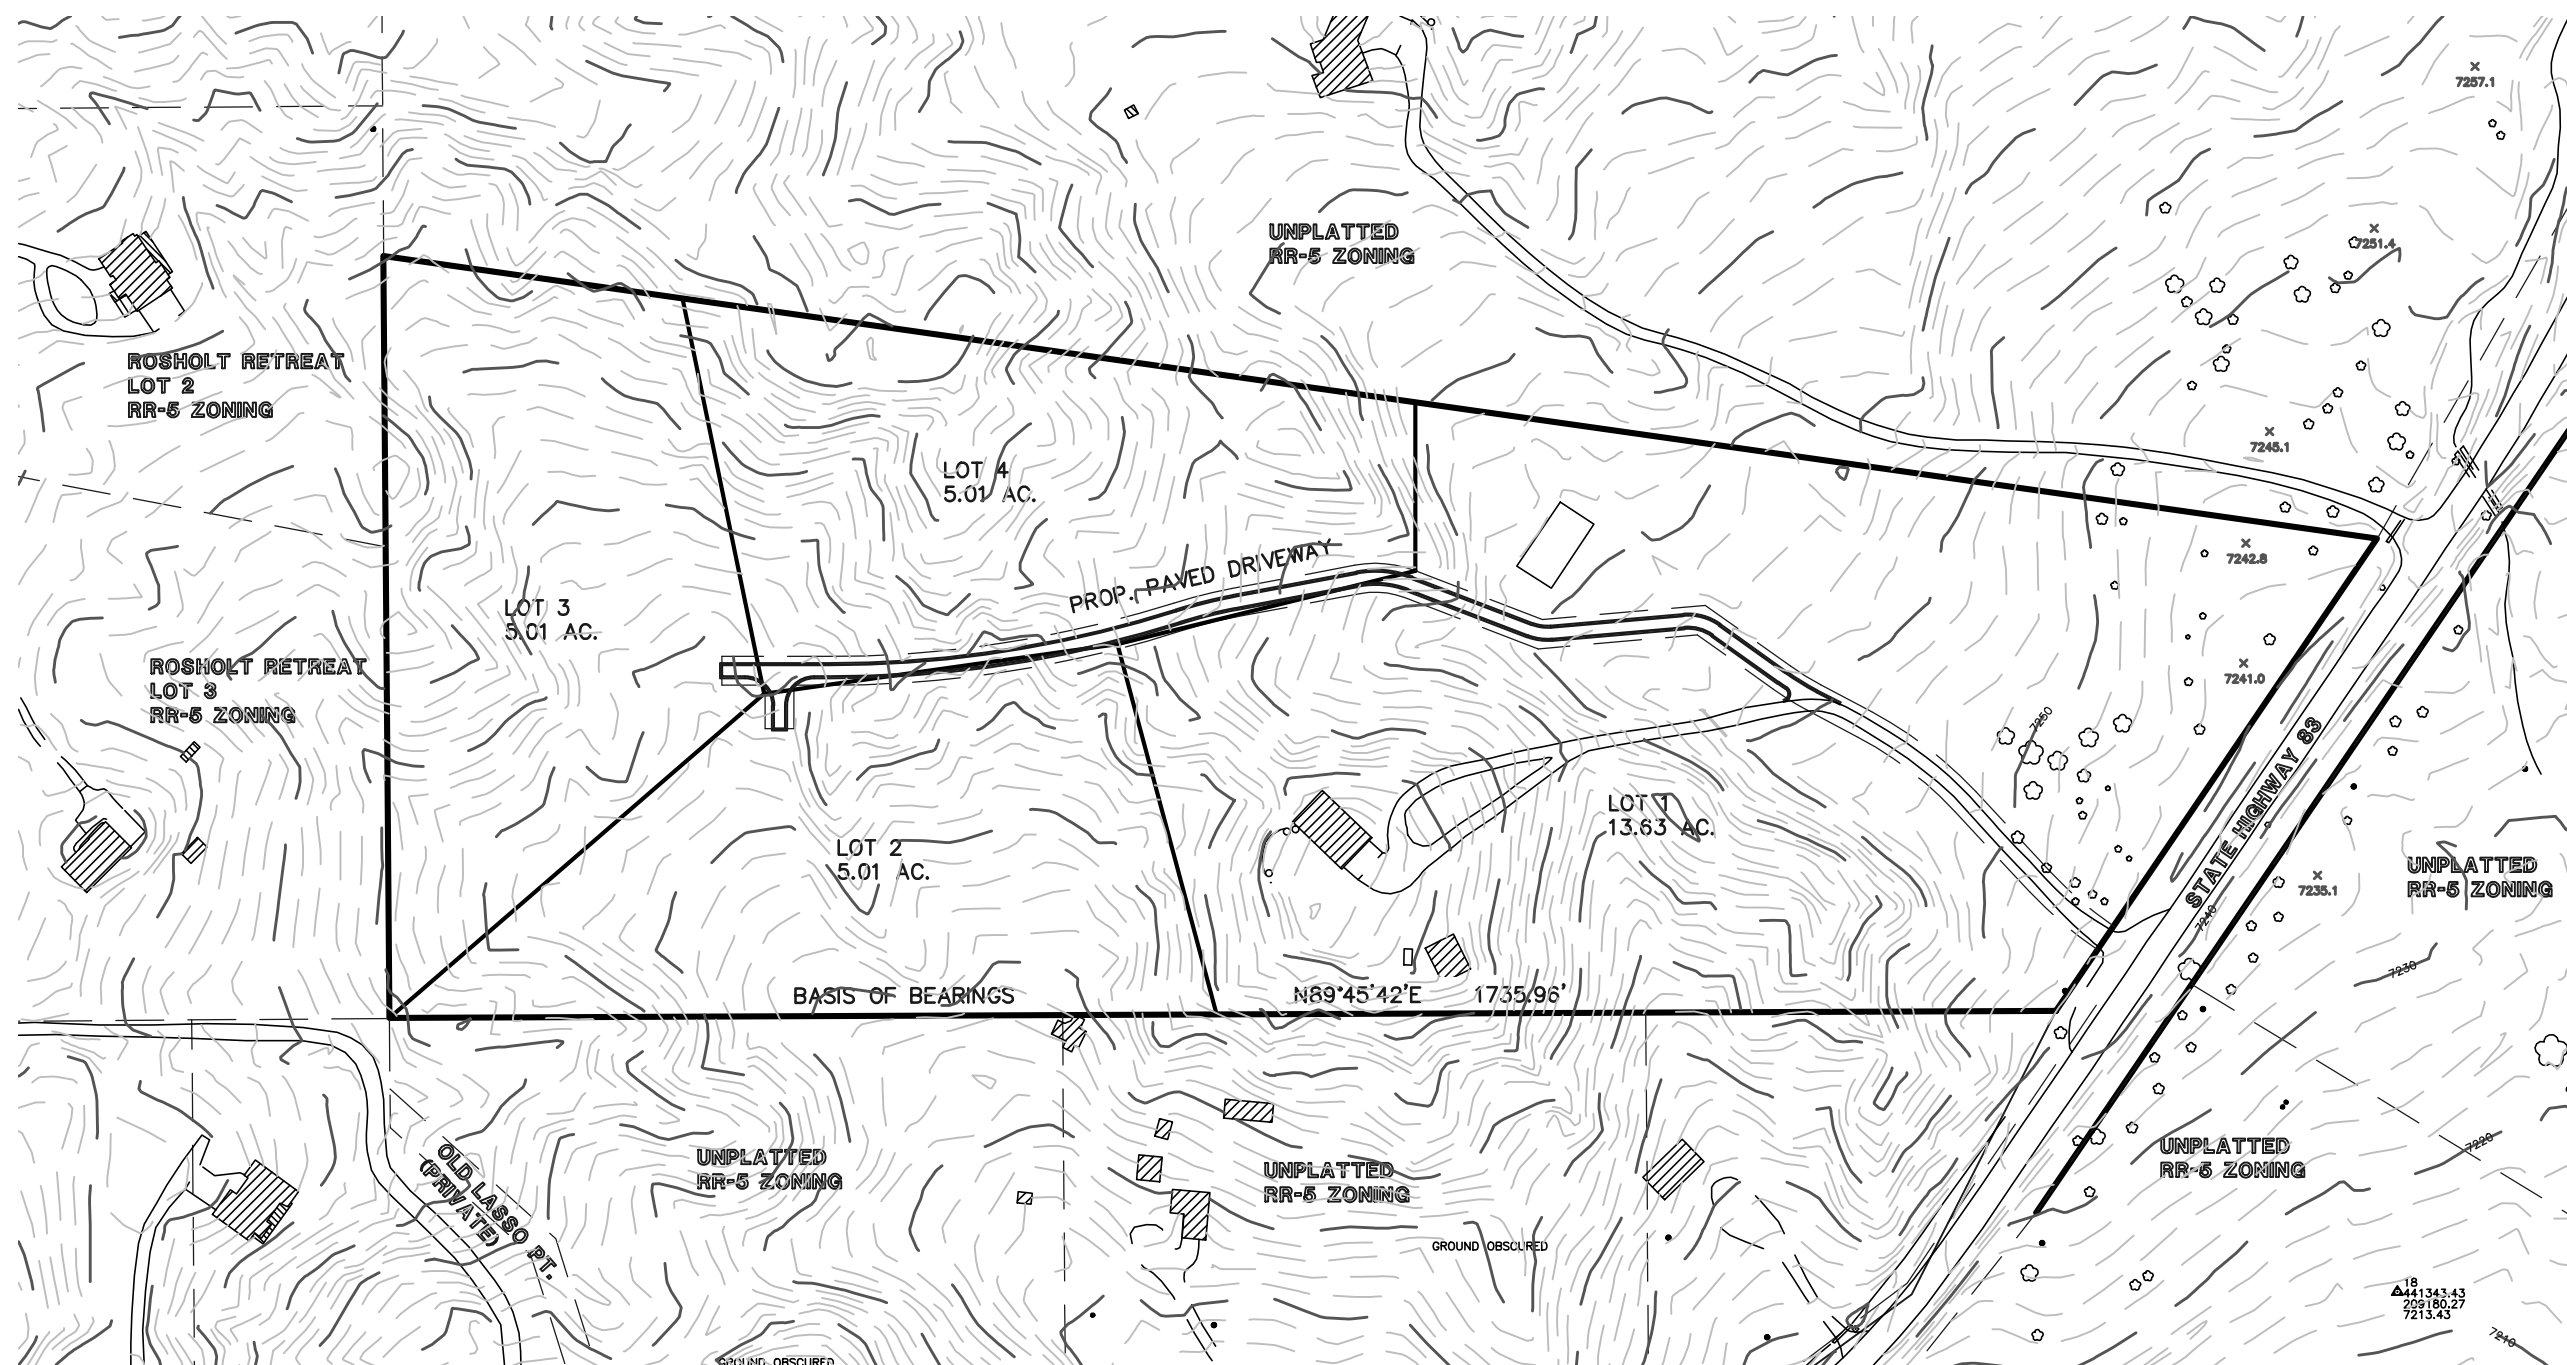 7257.1
UNPLATTED
RR-5 ZONING
7251.4
ROSHOLT RETREAT
LOT 2
RR-5 ZONING
7245.1
LOT 4
5.01 AC.
PROP. PAVED DRIVEWAY
7242.8
LOT 3
5.01 AC.
ROSHOLT RETREAT
LOT 3
RR-5 ZONING
7241.0
7250
STATE HIGHWAY 83
LOT 1
13.63 AC.
LOT 2
5.01 AC.
7235.1
UNPLATTED
RR-5 ZONING
7240
7230
BASIS OF BEARINGS
N89°45'42"E 1735.96'
OLD LASSO PT.
(PRIVATE)
UNPLATTED
RR-5 ZONING
UNPLATTED
RR-5 ZONING
UNPLATTED
RR-5 ZONING
7220
GROUND OBSCURED
18
441343.43
209180.27
7213.43
7210
GROUND OBSCURED